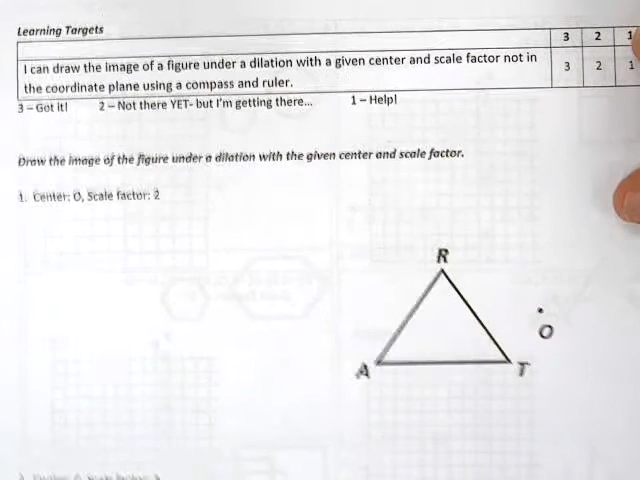 Learning Targets
3 2 1
I can draw the image of a figure under a dilation with a given center and scale factor not in
the coordinate plane using a compass and ruler.
3 2 1
3 – Got it! 2 – Not there YET- but I'm getting there... 1 – Help!
Draw the image of the figure under a dilation with the given center and scale factor.
1. Center: O, Scale factor: 2
R
O
A
T